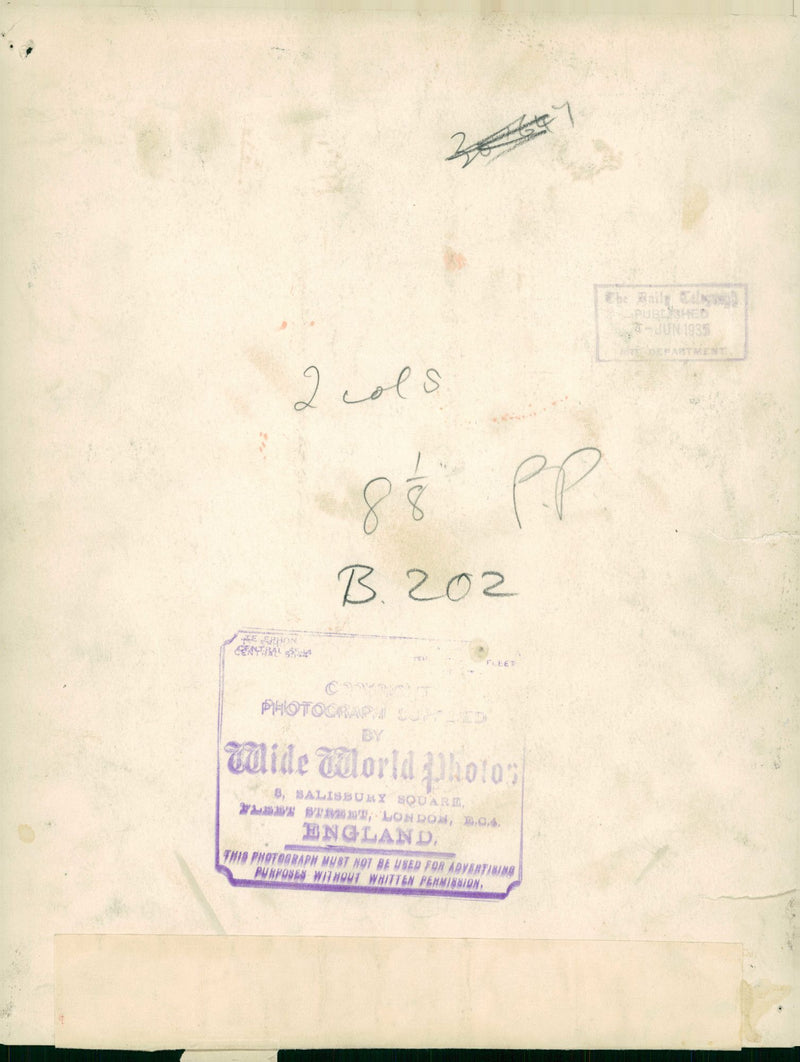 The Daily Telegraph
PUBLISHED
JUN 1935
DEPARTMENT
2 cols
8 1/8 P.P
B. 202
CENTRAL
FLEET
COPYRIGHT
PHOTOGRAPH SUPPLIED
BY
Wide World Photos
8, SALISBURY SQUARE,
FLEET STREET, LONDON, E.C.4.
ENGLAND.
THIS PHOTOGRAPH MUST NOT BE USED FOR ADVERTISING
PURPOSES WITHOUT WRITTEN PERMISSION.